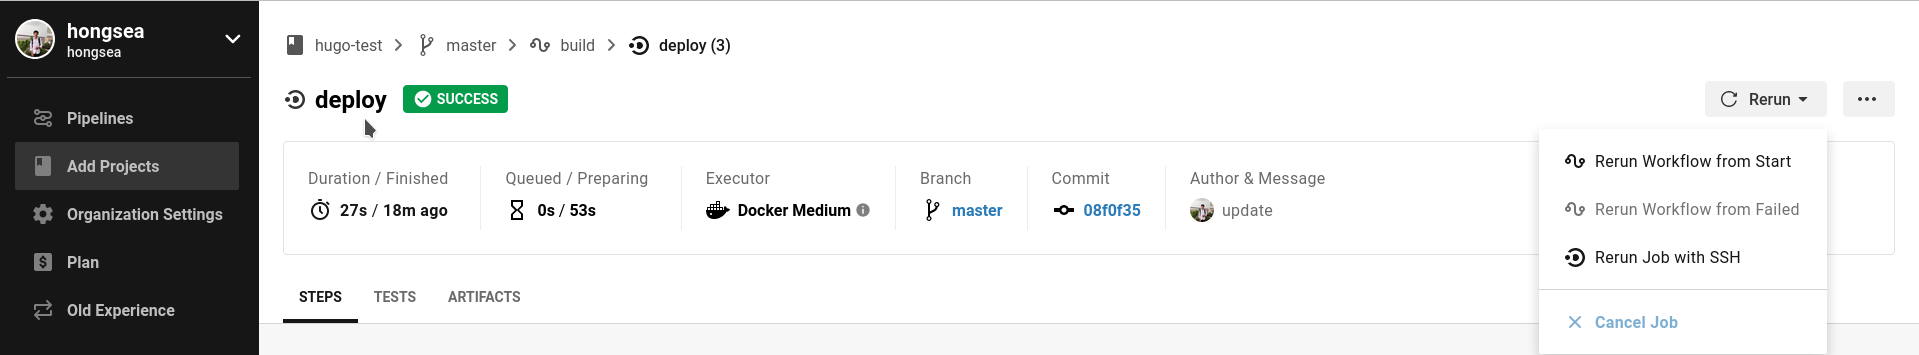 hongsea
hongsea
Pipelines
Add Projects
Organization Settings
Plan
Old Experience
hugo-test > master > build > deploy (3)
deploy SUCCESS
Rerun
Duration / Finished
27s / 18m ago
Queued / Preparing
0s / 53s
Executor
Docker Medium
Branch
master
Commit
08f0f35
Author & Message
update
Rerun Workflow from Start
Rerun Workflow from Failed
Rerun Job with SSH
Cancel Job
STEPS TESTS ARTIFACTS